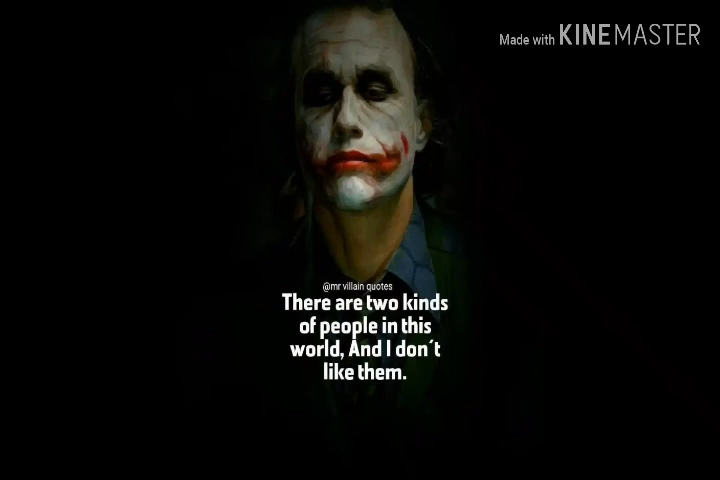 Made with KINEMASTER
@mr villain quotes
There are two kinds
of people in this
world, And I don´t
like them.